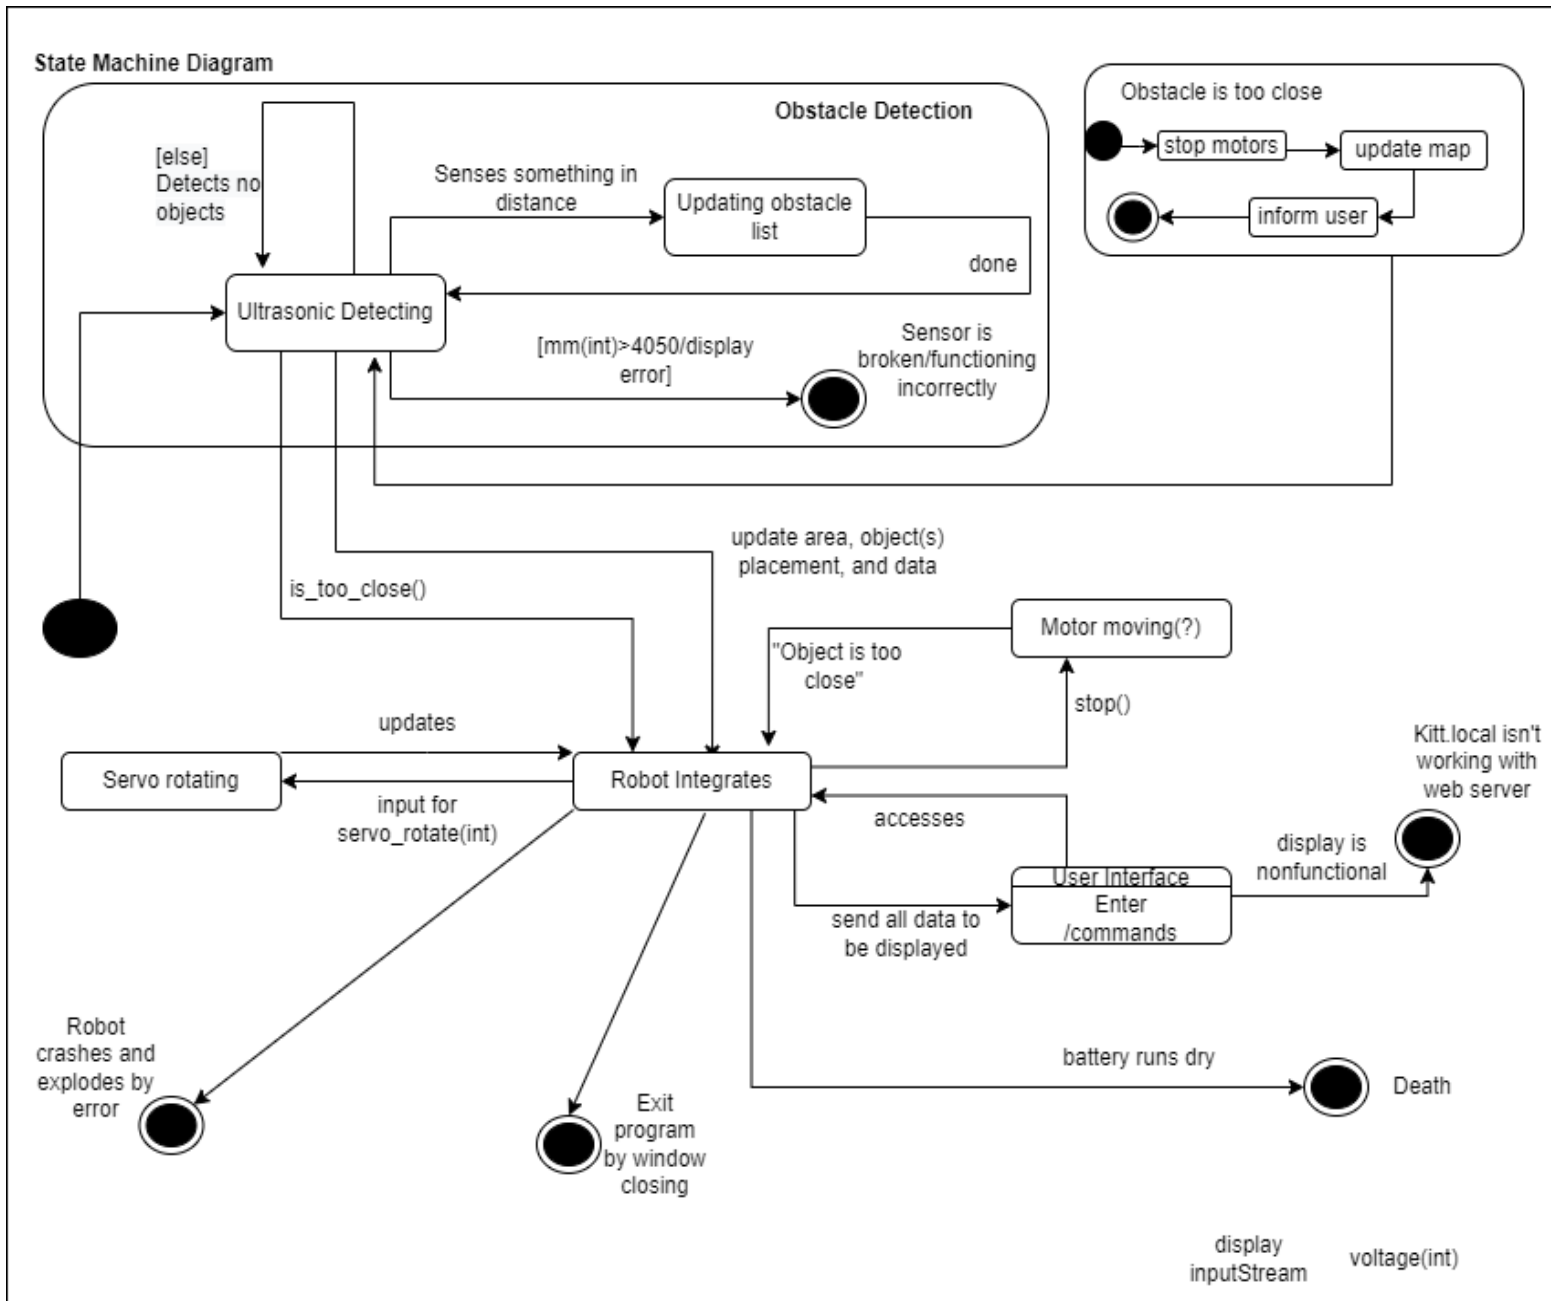 State Machine Diagram
Obstacle Detection
[else]
Detects no
objects
Senses something in
distance
Updating obstacle
list
done
Ultrasonic Detecting
[mm(int)>4050/display
error]
Sensor is
broken/functioning
incorrectly
Obstacle is too close
stop motors
update map
inform user
update area, object(s)
placement, and data
is_too_close()
Motor moving(?)
"Object is too
close"
stop()
updates
Servo rotating
Robot Integrates
input for
servo_rotate(int)
accesses
Kitt.local isn't
working with
web server
display is
nonfunctional
User Interface
Enter
/commands
send all data to
be displayed
Robot
crashes and
explodes by
error
Exit
program
by window
closing
battery runs dry
Death
display
inputStream
voltage(int)